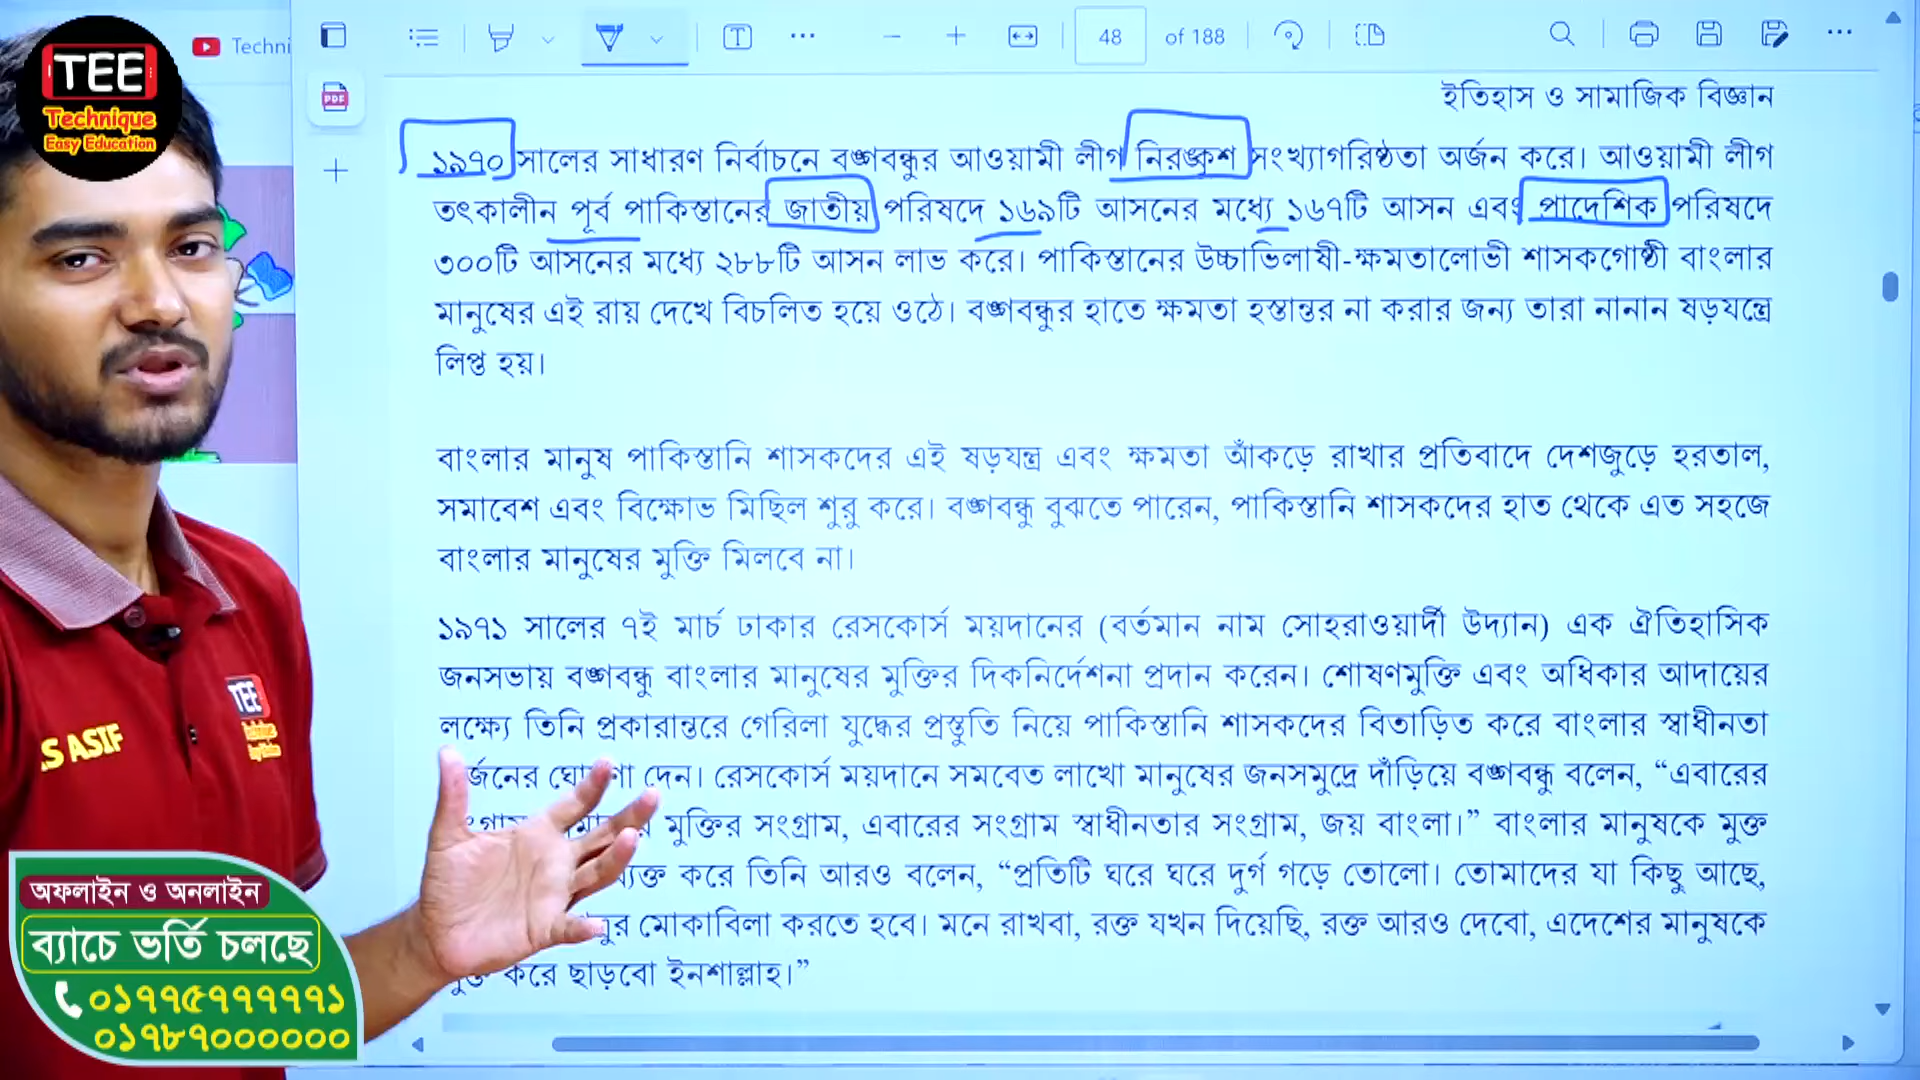 TEE
Technique
Easy Education
Techni
48 of 188
ইতিহাস ও সামাজিক বিজ্ঞান
১৯৭০ সালের সাধারণ নির্বাচনে বঙ্গবন্ধুর আওয়ামী লীগ নিরঙ্কুশ সংখ্যাগরিষ্ঠতা অর্জন করে। আওয়ামী লীগ
তৎকালীন পূর্ব পাকিস্তানের জাতীয় পরিষদে ১৬৯টি আসনের মধ্যে ১৬৭টি আসন এবং প্রাদেশিক পরিষদে
৩০০টি আসনের মধ্যে ২৮৮টি আসন লাভ করে। পাকিস্তানের উচ্চাভিলাষী-ক্ষমতালোভী শাসকগোষ্ঠী বাংলার
মানুষের এই রায় দেখে বিচলিত হয়ে ওঠে। বঙ্গবন্ধুর হাতে ক্ষমতা হস্তান্তর না করার জন্য তারা নানান ষড়যন্ত্রে
লিপ্ত হয়।
বাংলার মানুষ পাকিস্তানি শাসকদের এই ষড়যন্ত্র এবং ক্ষমতা আঁকড়ে রাখার প্রতিবাদে দেশজুড়ে হরতাল,
সমাবেশ এবং বিক্ষোভ মিছিল শুরু করে। বঙ্গবন্ধু বুঝতে পারেন, পাকিস্তানি শাসকদের হাত থেকে এত সহজে
বাংলার মানুষের মুক্তি মিলবে না।
১৯৭১ সালের ৭ই মার্চ ঢাকার রেসকোর্স ময়দানের (বর্তমান নাম সোহরাওয়ার্দী উদ্যান) এক ঐতিহাসিক
জনসভায় বঙ্গবন্ধু বাংলার মানুষের মুক্তির দিকনির্দেশনা প্রদান করেন। শোষণমুক্তি এবং অধিকার আদায়ের
লক্ষ্যে তিনি প্রকারান্তরে গেরিলা যুদ্ধের প্রস্তুতি নিয়ে পাকিস্তানি শাসকদের বিতাড়িত করে বাংলার স্বাধীনতা
দেন। রেসকোর্স ময়দানে সমবেত লাখো মানুষের জনসমুদ্রে দাঁড়িয়ে বঙ্গবন্ধু বলেন, “এবারের
মুক্তির সংগ্রাম, এবারের সংগ্রাম স্বাধীনতার সংগ্রাম, জয় বাংলা।” বাংলার মানুষকে মুক্ত
করে তিনি আরও বলেন, “প্রতিটি ঘরে ঘরে দুর্গ গড়ে তোলো। তোমাদের যা কিছু আছে,
মোকাবিলা করতে হবে। মনে রাখবা, রক্ত যখন দিয়েছি, রক্ত আরও দেবো, এদেশের মানুষকে
করে ছাড়বো ইনশাল্লাহ।”
S ASIF
TEE
অফলাইন ও অনলাইন
ব্যাচে ভর্তি চলছে
০১৭৭৫৭৭৭৭৭১
০১৭৮৭০০০০০০